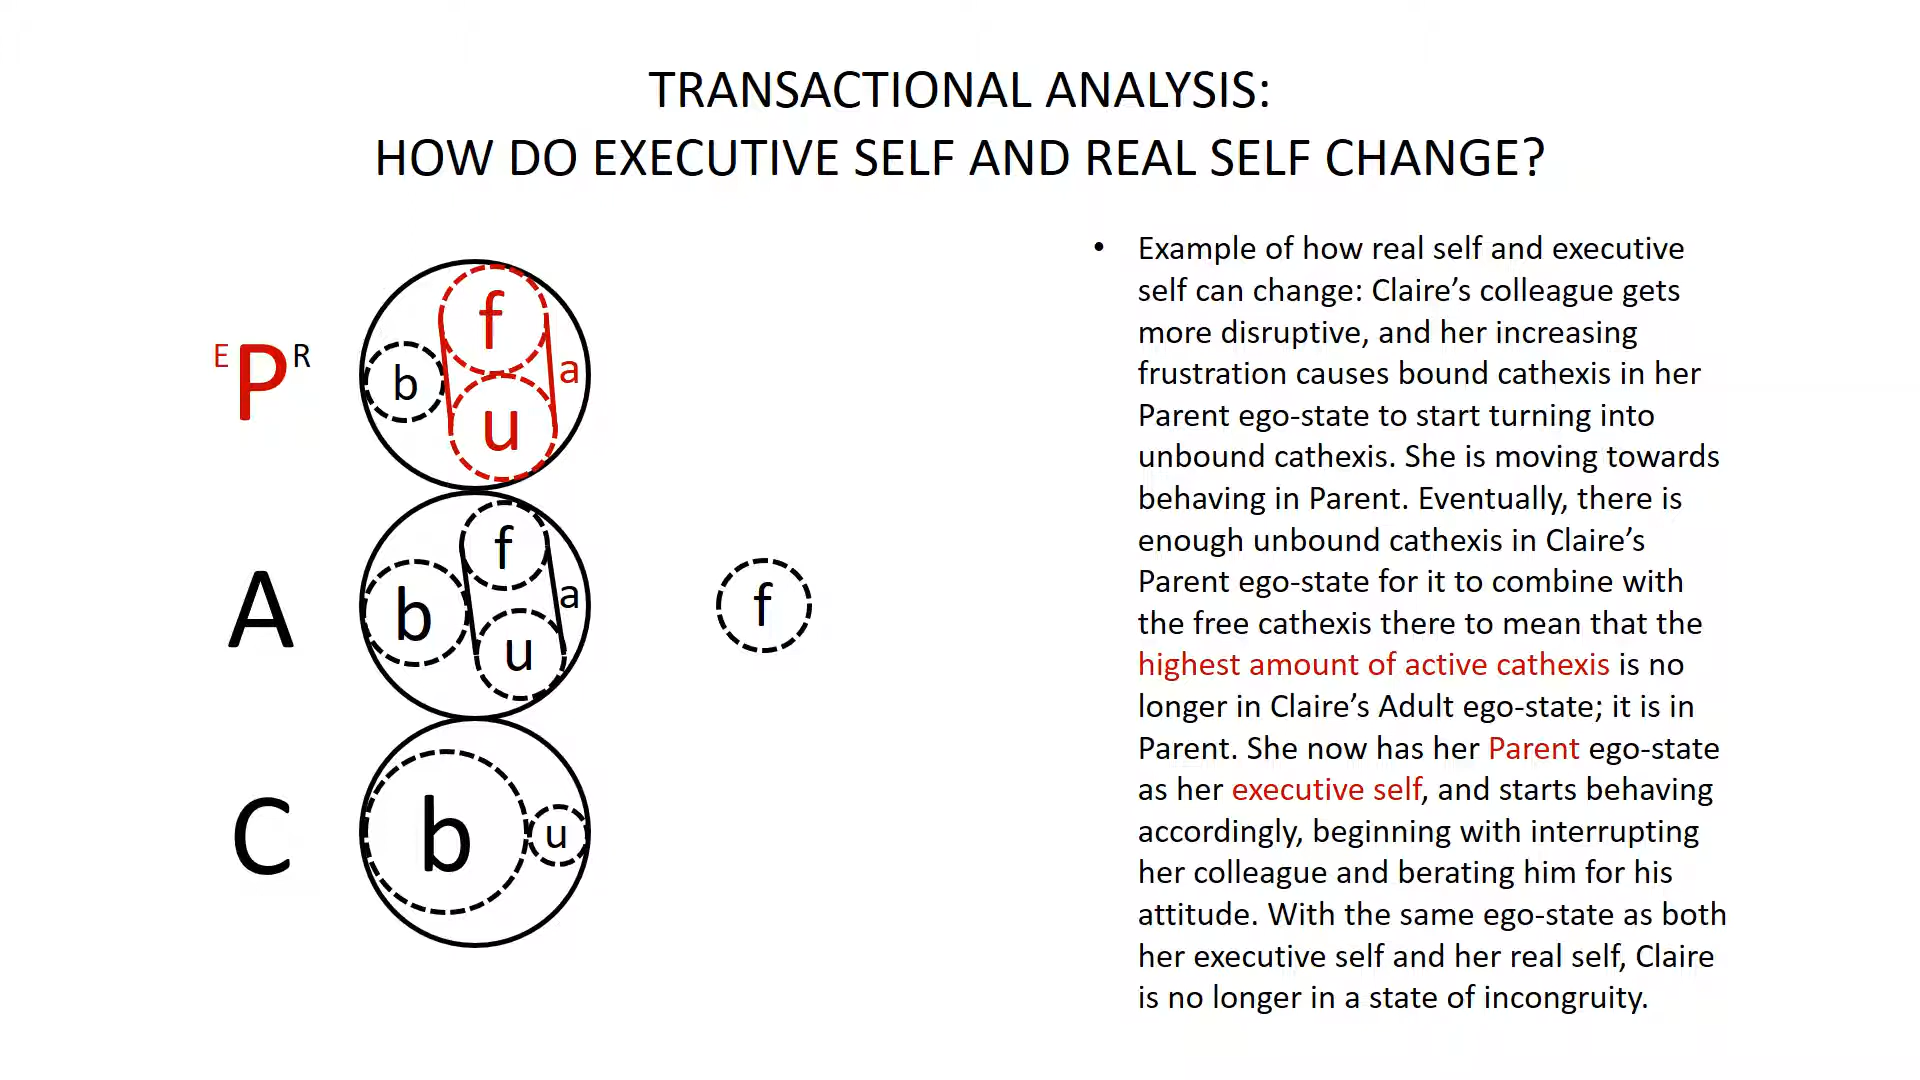 TRANSACTIONAL ANALYSIS:
HOW DO EXECUTIVE SELF AND REAL SELF CHANGE?
E P R
b
f
u
a
A
b
f
u
a
f
C
b
u
• Example of how real self and executive
self can change: Claire’s colleague gets
more disruptive, and her increasing
frustration causes bound cathexis in her
Parent ego-state to start turning into
unbound cathexis. She is moving towards
behaving in Parent. Eventually, there is
enough unbound cathexis in Claire’s
Parent ego-state for it to combine with
the free cathexis there to mean that the
highest amount of active cathexis is no
longer in Claire’s Adult ego-state; it is in
Parent. She now has her Parent ego-state
as her executive self, and starts behaving
accordingly, beginning with interrupting
her colleague and berating him for his
attitude. With the same ego-state as both
her executive self and her real self, Claire
is no longer in a state of incongruity.